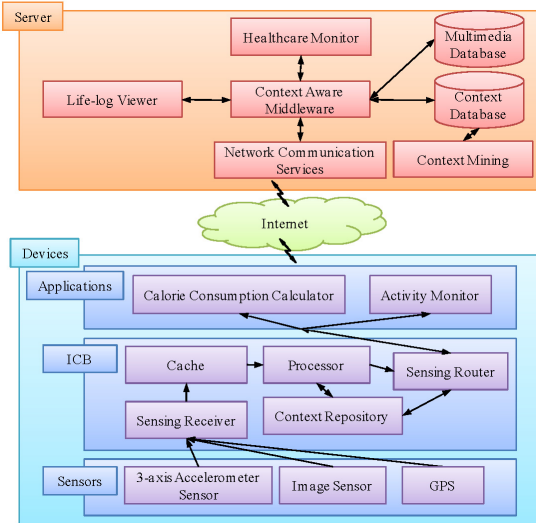 Server
Healthcare Monitor
Multimedia
Database
Life-log Viewer
Context Aware
Middleware
Context
Database
Network Communication
Services
Context Mining
Internet
Devices
Applications
Calorie Consumption Calculator
Activity Monitor
ICB
Cache
Processor
Sensing Router
Sensing Receiver
Context Repository
Sensors
3-axis Accelerometer
Sensor
Image Sensor
GPS